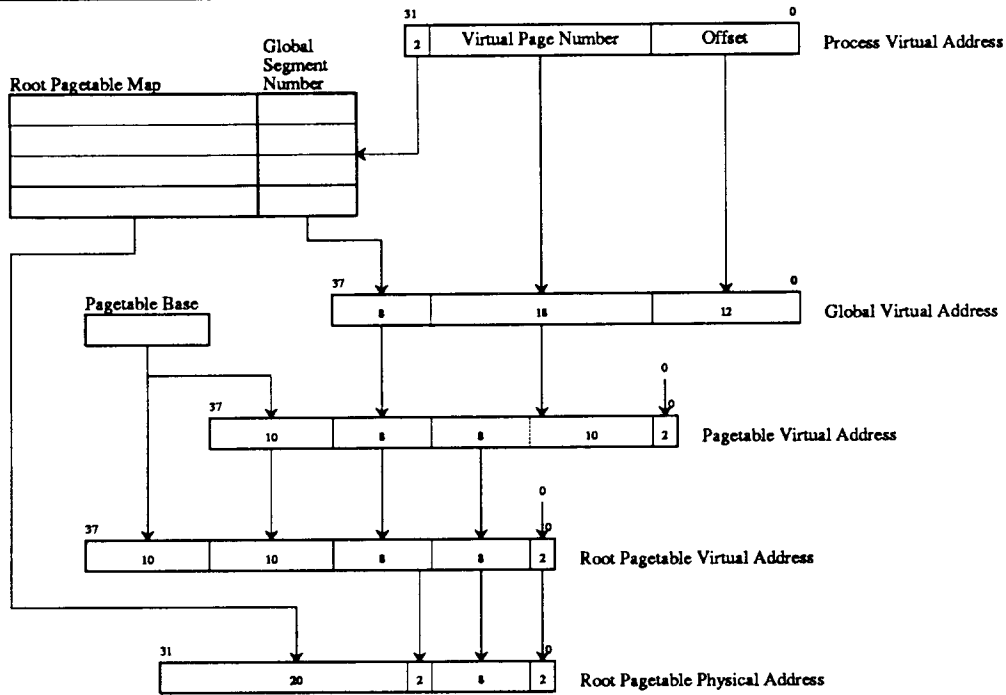 31 0
2 Virtual Page Number Offset Process Virtual Address
Global
Segment
Number
Root Pagetable Map
37 0
8 18 12 Global Virtual Address
Pagetable Base
0
37 0
10 8 8 10 2 Pagetable Virtual Address
0
37 0
10 10 8 8 2 Root Pagetable Virtual Address
31 0
20 2 8 2 Root Pagetable Physical Address